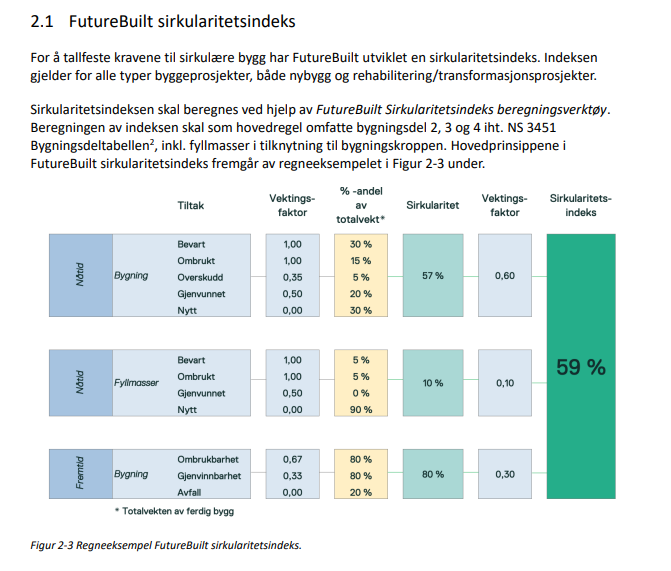 2.1 FutureBuilt sirkularitetsindeks
For å tallfeste kravene til sirkulære bygg har FutureBuilt utviklet en sirkularitetsindeks. Indeksen
gjelder for alle typer byggeprosjekter, både nybygg og rehabilitering/transformasjonsprosjekter.
Sirkularitetsindeksen skal beregnes ved hjelp av FutureBuilt Sirkularitetsindeks beregningsverktøy.
Beregningen av indeksen skal som hovedregel omfatte bygningsdel 2, 3 og 4 iht. NS 3451
Bygningsdeltabellen², inkl. fyllmasser i tilknytning til bygningskroppen. Hovedprinsippene i
FutureBuilt sirkularitetsindeks fremgår av regneeksempelet i Figur 2-3 under.
Tiltak Vektings-faktor % -andel av totalvekt* Sirkularitet Vektings-faktor Sirkularitets-indeks
Nåtid Bygning
Bevart 1,00 30 %
Ombrukt 1,00 15 %
Overskudd 0,35 5 % 57 % 0,60
Gjenvunnet 0,50 20 %
Nytt 0,00 30 %
Nåtid Fyllmasser
Bevart 1,00 5 %
Ombrukt 1,00 5 % 10 % 0,10
Gjenvunnet 0,50 0 %
Nytt 0,00 90 %
59 %
Fremtid Bygning
Ombrukbarhet 0,67 80 %
Gjenvinnbarhet 0,33 80 % 80 % 0,30
Avfall 0,00 20 %
* Totalvekten av ferdig bygg
Figur 2-3 Regneeksempel FutureBuilt sirkularitetsindeks.